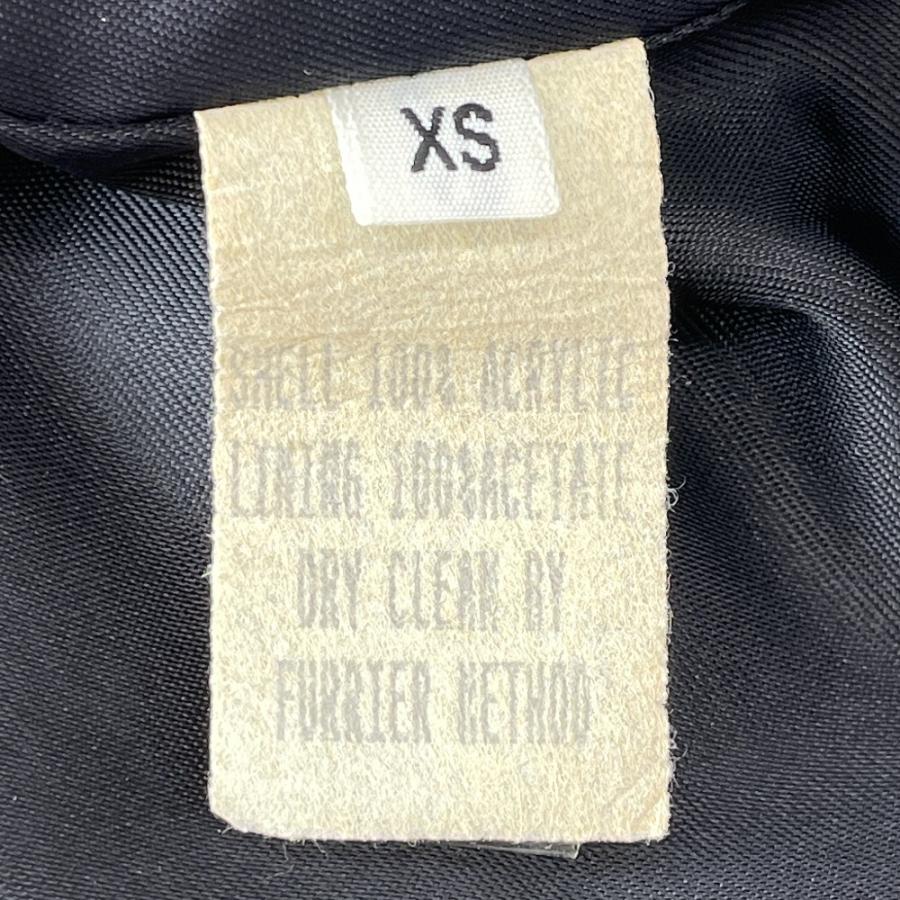 XS
SHELL 100% ACRYLIC
LINING 100%ACETATE
DRY CLEAN BY
FURRIER METHOD